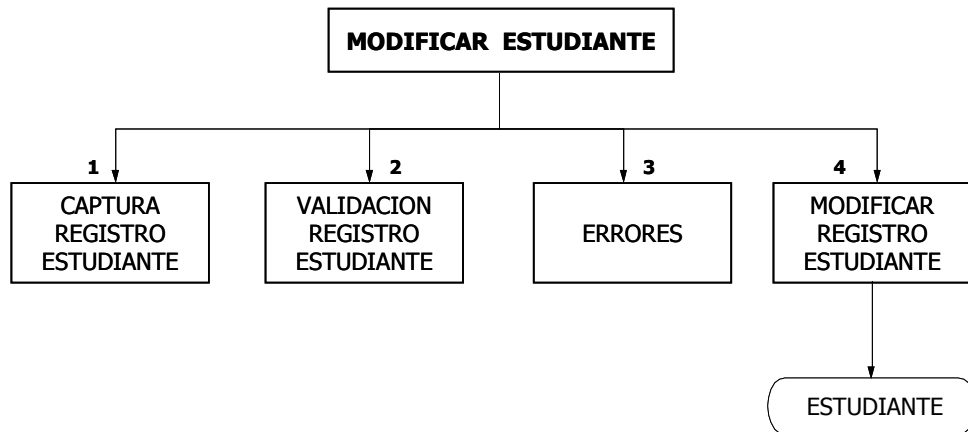 MODIFICAR ESTUDIANTE
1
2
3
4
CAPTURA
REGISTRO
ESTUDIANTE
VALIDACION
REGISTRO
ESTUDIANTE
ERRORES
MODIFICAR
REGISTRO
ESTUDIANTE
ESTUDIANTE